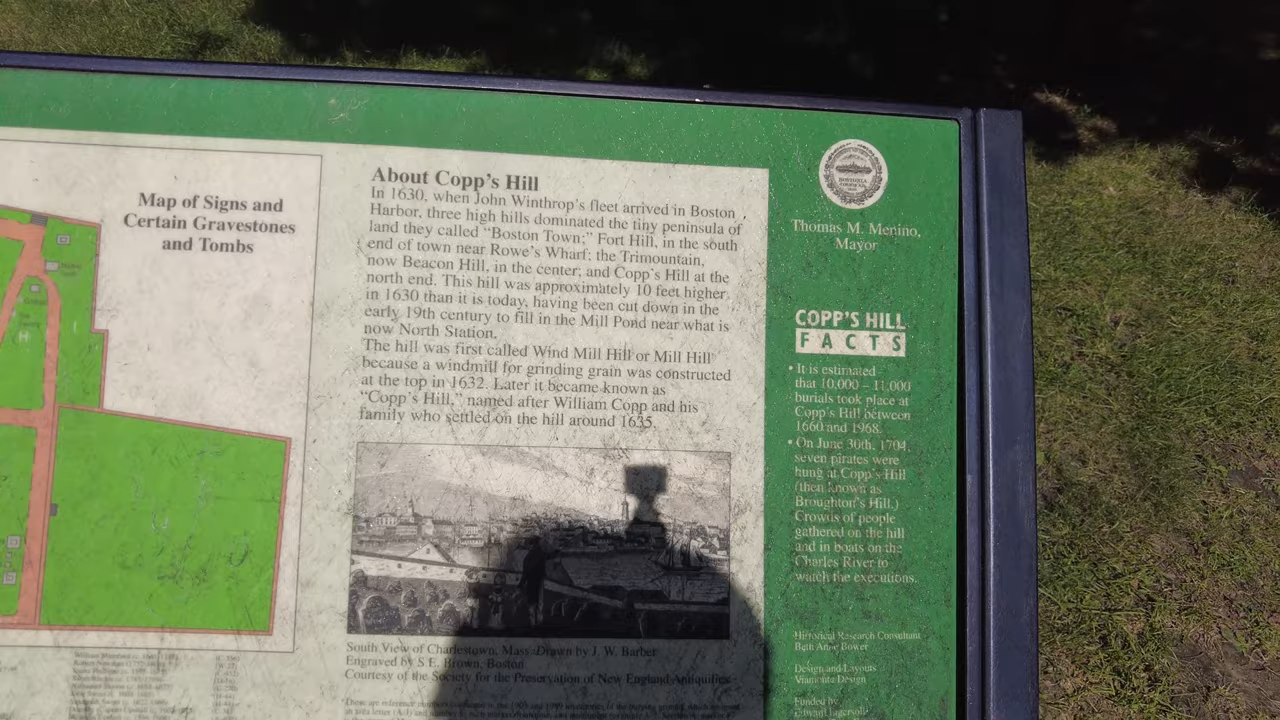 Map of Signs and
Certain Gravestones
and Tombs
About Copp's Hill
In 1630, when John Winthrop's fleet arrived in Boston
Harbor, three high hills dominated the tiny peninsula of
land they called "Boston Town;" Fort Hill, in the south
end of town near Rowe's Wharf; the Trimountain,
now Beacon Hill, in the center; and Copp's Hill at the
north end. This hill was approximately 10 feet higher
in 1630 than it is today, having been cut down in the
early 19th century to fill in the Mill Pond near what is
now North Station.
The hill was first called Wind Mill Hill or Mill Hill
because a windmill for grinding grain was constructed
at the top in 1632. Later it became known as
"Copp's Hill," named after William Copp and his
family who settled on the hill around 1635.
South View of Charlestown, Mass. Drawn by J. W. Barber
Engraved by S E. Brown, Boston
Courtesy of the Society for the Preservation of New England Antiquities
Thomas M. Menino,
Mayor
COPP'S HILL
FACTS
• It is estimated
that 10,000 – 11,000
burials took place at
Copp's Hill between
1660 and 1968.
• On June 30th, 1704,
seven pirates were
hung at Copp's Hill
(then known as
Broughton's Hill.)
Crowds of people
gathered on the hill
and in boats on the
Charles River to
watch the executions.
Historical Research Consultant
Beth Anne Bower
Design and Layouts
Viamonta Design
Funded by
Edward Ingersoll